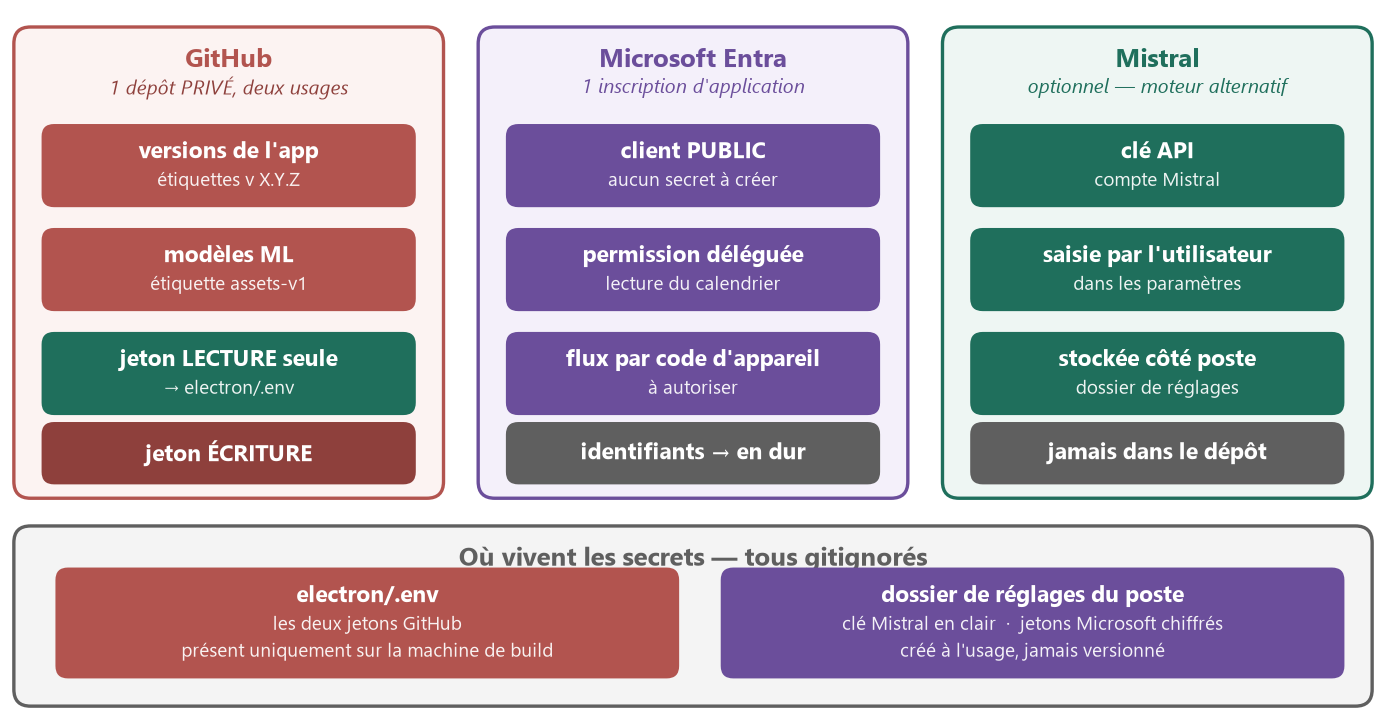 GitHub
1 dépôt PRIVÉ, deux usages
versions de l'app
étiquettes v X.Y.Z
modèles ML
étiquette assets-v1
jeton LECTURE seule
→ electron/.env
jeton ÉCRITURE
Microsoft Entra
1 inscription d'application
client PUBLIC
aucun secret à créer
permission déléguée
lecture du calendrier
flux par code d'appareil
à autoriser
identifiants → en dur
Mistral
optionnel — moteur alternatif
clé API
compte Mistral
saisie par l'utilisateur
dans les paramètres
stockée côté poste
dossier de réglages
jamais dans le dépôt
Où vivent les secrets — tous gitignorés
electron/.env
les deux jetons GitHub
présent uniquement sur la machine de build
dossier de réglages du poste
clé Mistral en clair · jetons Microsoft chiffrés
créé à l'usage, jamais versionné